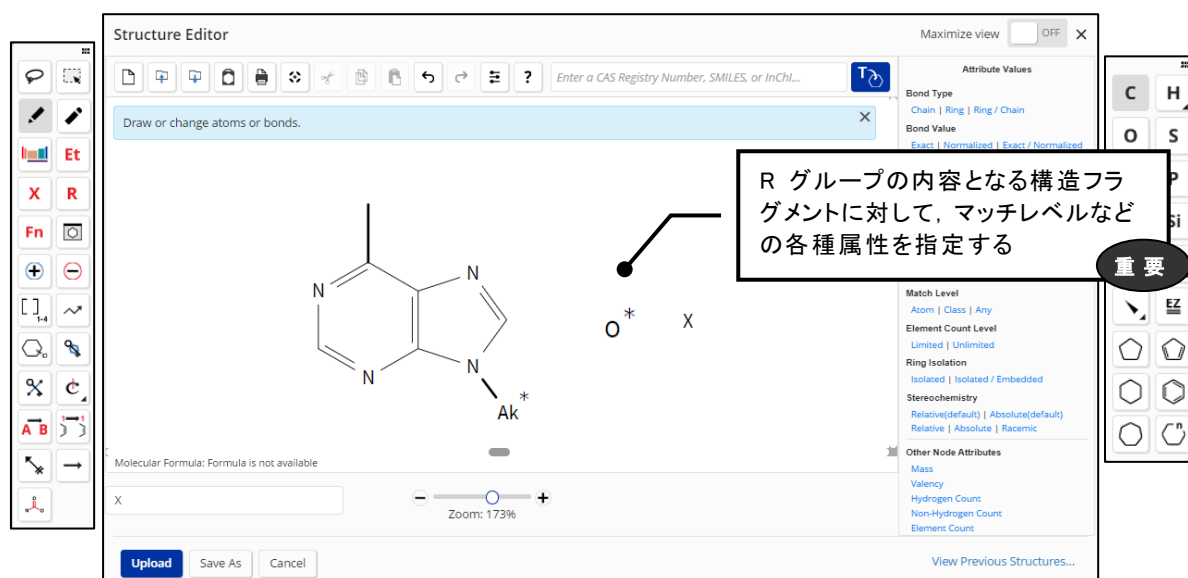 Structure Editor
Maximize view
OFF
Enter a CAS Registry Number, SMILES, or InChI...
T
?
Draw or change atoms or bonds.
Et
X
R
Fn
1-4
A B
N
N
N
N
Ak *
O *
X
R グループの内容となる構造フラ
グメントに対して，マッチレベルなど
の各種属性を指定する
重 要
Attribute Values
Bond Type
Chain | Ring | Ring / Chain
Bond Value
Exact | Normalized | Exact / Normalized
Match Level
Atom | Class | Any
Element Count Level
Limited | Unlimited
Ring Isolation
Isolated | Isolated / Embedded
Stereochemistry
Relative(default) | Absolute(default)
Relative | Absolute | Racemic
Other Node Attributes
Mass
Valency
Hydrogen Count
Non-Hydrogen Count
Element Count
C
H
O
S
P
Si
EZ
n
Molecular Formula: Formula is not available
X
Zoom: 173%
Upload
Save As
Cancel
View Previous Structures...